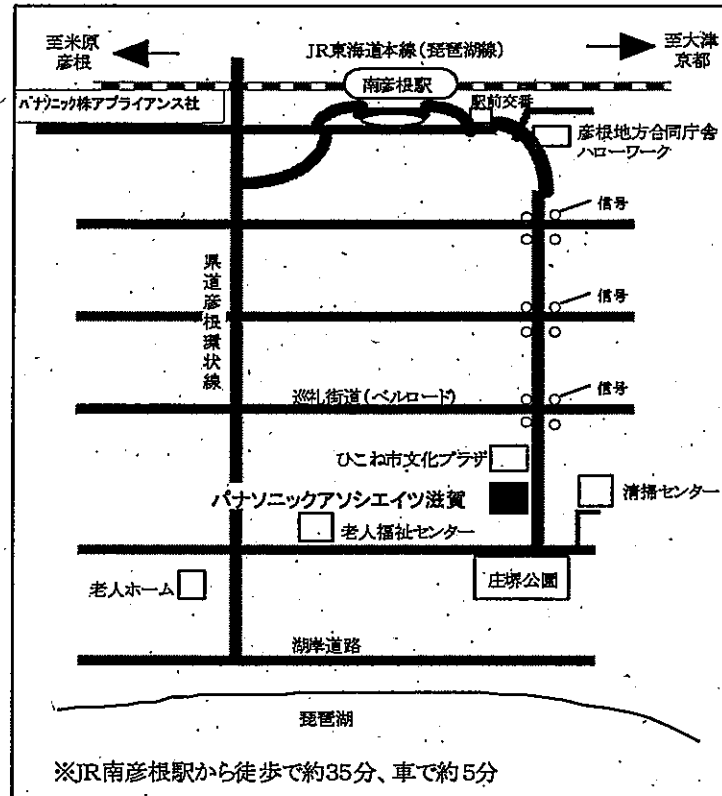 至米原
彦根
JR東海道本線(琵琶湖線)
至大津
京都
南彦根駅
パナソニック㈱アプライアンス社
駅前交番
彦根地方合同庁舎
ハローワーク
信号
県道彦根環状線
信号
巡礼街道(ベルロード)
信号
ひこね市文化プラザ
パナソニックアソシエイツ滋賀
清掃センター
老人福祉センター
老人ホーム
庄堺公園
湖岸道路
琵琶湖
※JR南彦根駅から徒歩で約35分、車で約5分